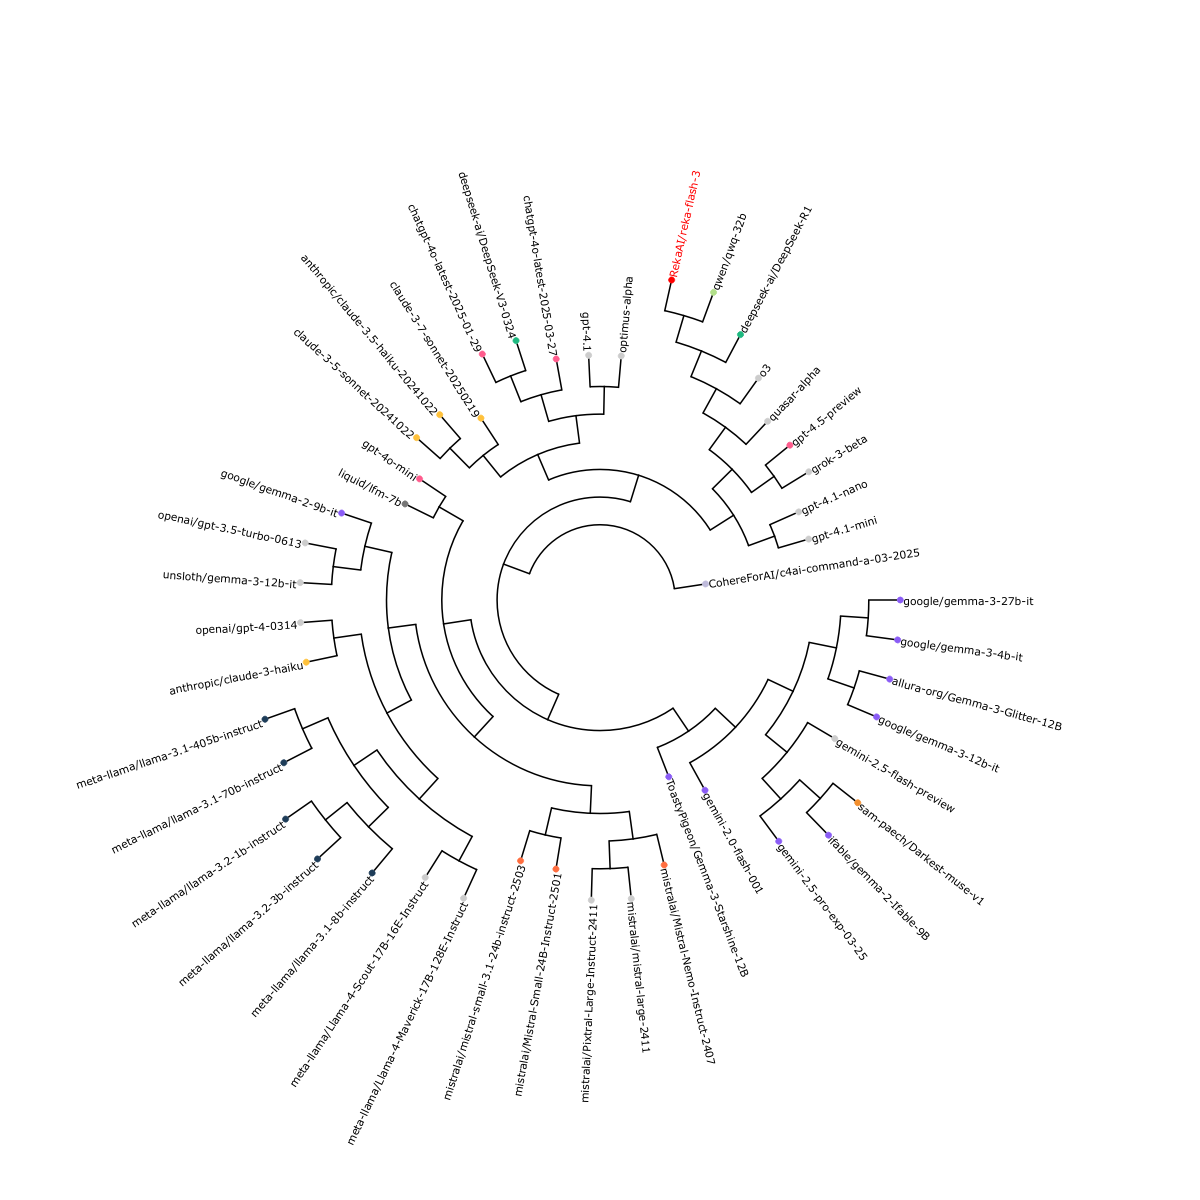 RekaAI/reka-flash-3
qwen/qwq-32b
deepseek-ai/DeepSeek-R1
o3
quasar-alpha
gpt-4.5-preview
grok-3-beta
gpt-4.1-nano
gpt-4.1-mini
CohereForAI/c4ai-command-a-03-2025
google/gemma-3-27b-it
google/gemma-3-4b-it
allura-org/Gemma-3-Glitter-12B
google/gemma-3-12b-it
gemini-2.5-flash-preview
sam-paech/Darkest-muse-v1
ifable/gemma-2-Ifable-9B
gemini-2.5-pro-exp-03-25
gemini-2.0-flash-001
ToastyPigeon/Gemma-3-Starshine-12B
mistralai/Mistral-Nemo-Instruct-2407
mistralai/mistral-large-2411
mistralai/Pixtral-Large-Instruct-2411
mistralai/Mistral-Small-24B-Instruct-2501
mistralai/mistral-small-3.1-24b-instruct-2503
meta-llama/Llama-4-Maverick-17B-128E-Instruct
meta-llama/Llama-4-Scout-17B-16E-Instruct
meta-llama/llama-3.1-8b-instruct
meta-llama/llama-3.2-3b-instruct
meta-llama/llama-3.2-1b-instruct
meta-llama/llama-3.1-70b-instruct
meta-llama/llama-3.1-405b-instruct
anthropic/claude-3-haiku
openai/gpt-4-0314
unsloth/gemma-3-12b-it
openai/gpt-3.5-turbo-0613
google/gemma-2-9b-it
liquid/lfm-7b
gpt-4o-mini
claude-3-5-sonnet-20241022
anthropic/claude-3.5-haiku-20241022
claude-3-7-sonnet-20250219
chatgpt-4o-latest-2025-01-29
deepseek-ai/DeepSeek-V3-0324
chatgpt-4o-latest-2025-03-27
gpt-4.1
optimus-alpha